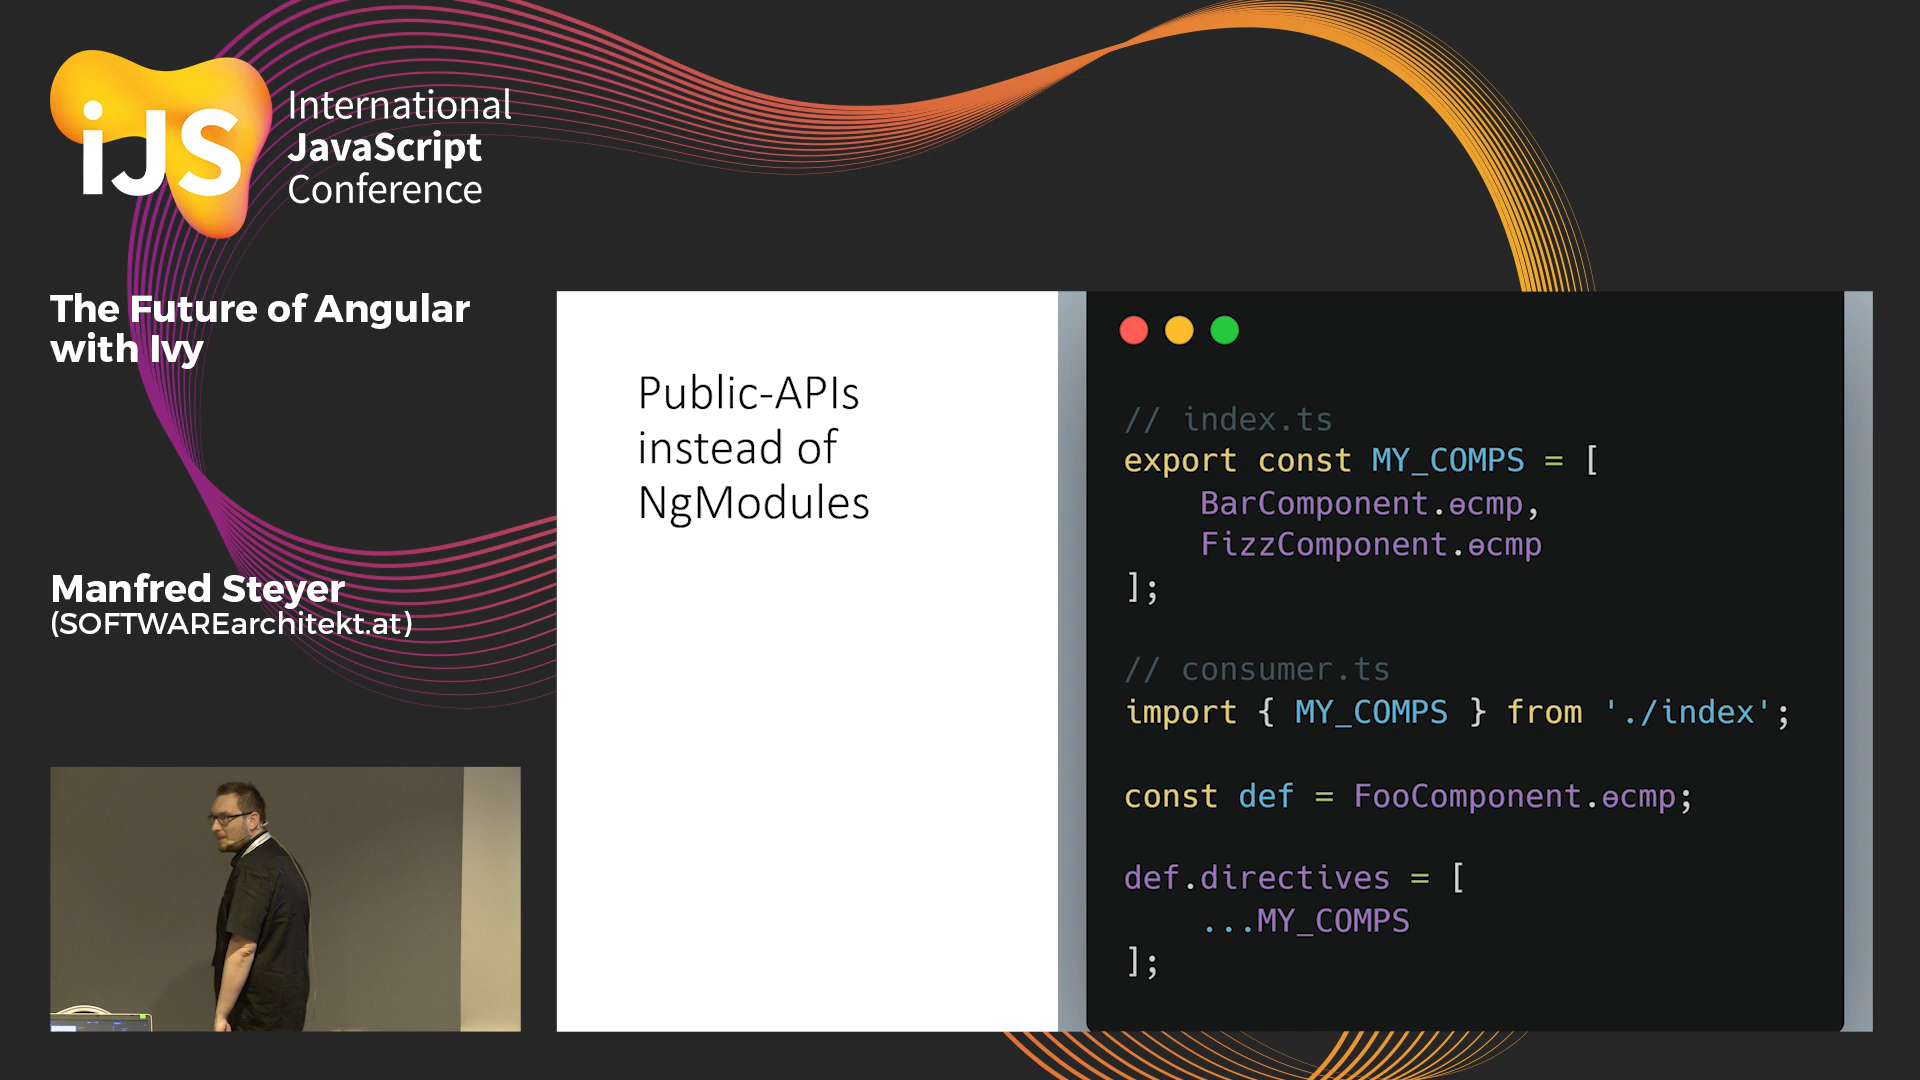 iJS
International
JavaScript
Conference
The Future of Angular
with Ivy
Manfred Steyer
(SOFTWAREarchitekt.at)
Public-APIs
instead of
NgModules
// index.ts
export const MY_COMPS = [
BarComponent.ɵcmp,
FizzComponent.ɵcmp
];
// consumer.ts
import { MY_COMPS } from './index';
const def = FooComponent.ɵcmp;
def.directives = [
...MY_COMPS
];